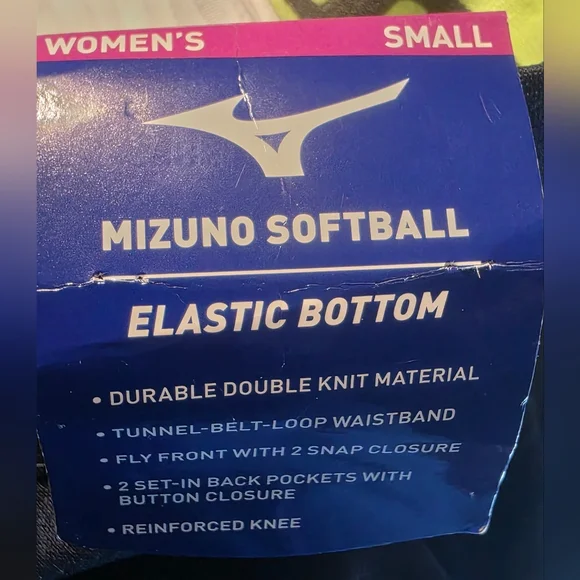 WOMEN'S SMALL
MIZUNO SOFTBALL
ELASTIC BOTTOM
• DURABLE DOUBLE KNIT MATERIAL
• TUNNEL-BELT-LOOP WAISTBAND
• FLY FRONT WITH 2 SNAP CLOSURE
• 2 SET-IN BACK POCKETS WITH
BUTTON CLOSURE
• REINFORCED KNEE